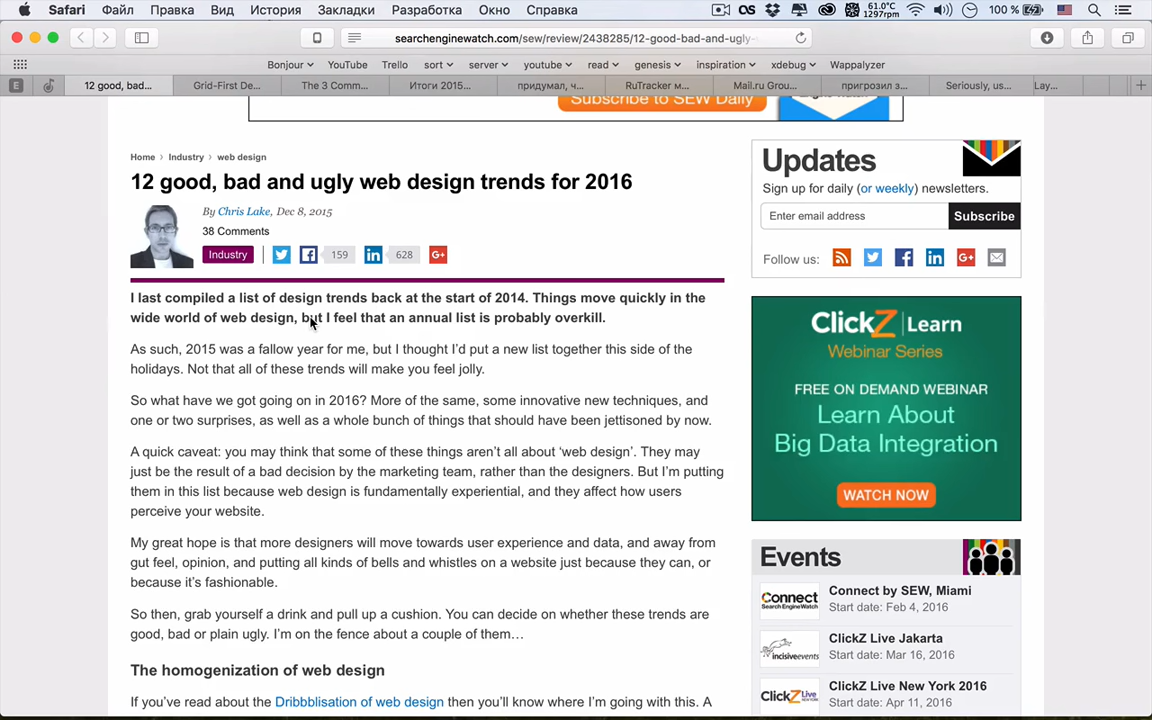 Safari Файл Правка Вид История Закладки Разработка Окно Справка 61.0°C 1297rpm 100 %
searchenginewatch.com/sew/review/2438285/12-good-bad-and-ugly-
Bonjour YouTube Trello sort server youtube read genesis inspiration xdebug Wappalyzer
12 good, bad... Grid-First De... The 3 Comm... Итоги 2015... придумал, ч... RuTracker м... Mail.ru Grou... пригрозил з... Seriously, us... Lay...
Subscribe to SEW Daily
Home › Industry › web design
12 good, bad and ugly web design trends for 2016
By Chris Lake, Dec 8, 2015
38 Comments
Industry 159 628
I last compiled a list of design trends back at the start of 2014. Things move quickly in the
wide world of web design, but I feel that an annual list is probably overkill.
As such, 2015 was a fallow year for me, but I thought I'd put a new list together this side of the
holidays. Not that all of these trends will make you feel jolly.
So what have we got going on in 2016? More of the same, some innovative new techniques, and
one or two surprises, as well as a whole bunch of things that should have been jettisoned by now.
A quick caveat: you may think that some of these things aren't all about 'web design'. They may
just be the result of a bad decision by the marketing team, rather than the designers. But I'm putting
them in this list because web design is fundamentally experiential, and they affect how users
perceive your website.
My great hope is that more designers will move towards user experience and data, and away from
gut feel, opinion, and putting all kinds of bells and whistles on a website just because they can, or
because it's fashionable.
So then, grab yourself a drink and pull up a cushion. You can decide on whether these trends are
good, bad or plain ugly. I'm on the fence about a couple of them…
The homogenization of web design
If you've read about the Dribbblisation of web design then you'll know where I'm going with this. A
Updates
Sign up for daily (or weekly) newsletters.
Enter email address Subscribe
Follow us:
ClickZ Learn
Webinar Series
FREE ON DEMAND WEBINAR
Learn About
Big Data Integration
WATCH NOW
Events
Connect by SEW, Miami
Start date: Feb 4, 2016
ClickZ Live Jakarta
Start date: Mar 16, 2016
ClickZ Live New York 2016
Start date: Apr 11, 2016